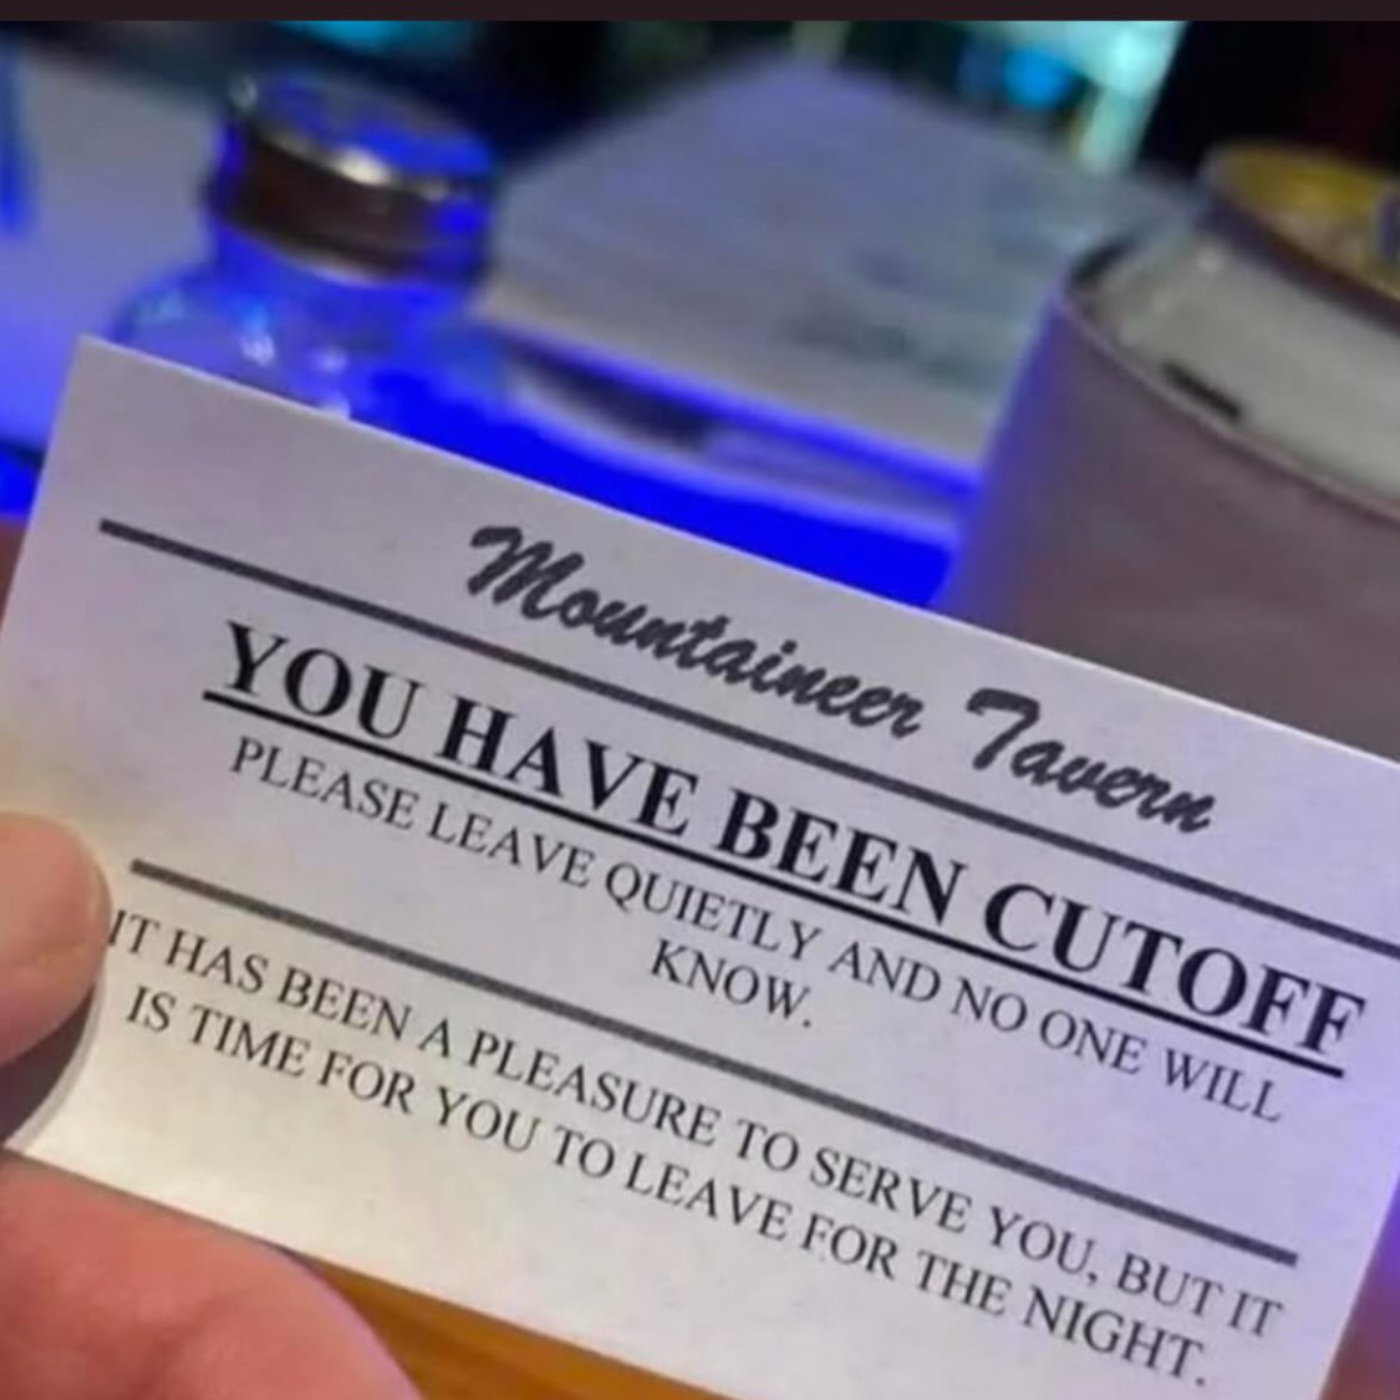 Mountaineer Tavern
YOU HAVE BEEN CUTOFF
PLEASE LEAVE QUIETLY AND NO ONE WILL
KNOW.
IT HAS BEEN A PLEASURE TO SERVE YOU, BUT IT
IS TIME FOR YOU TO LEAVE FOR THE NIGHT.